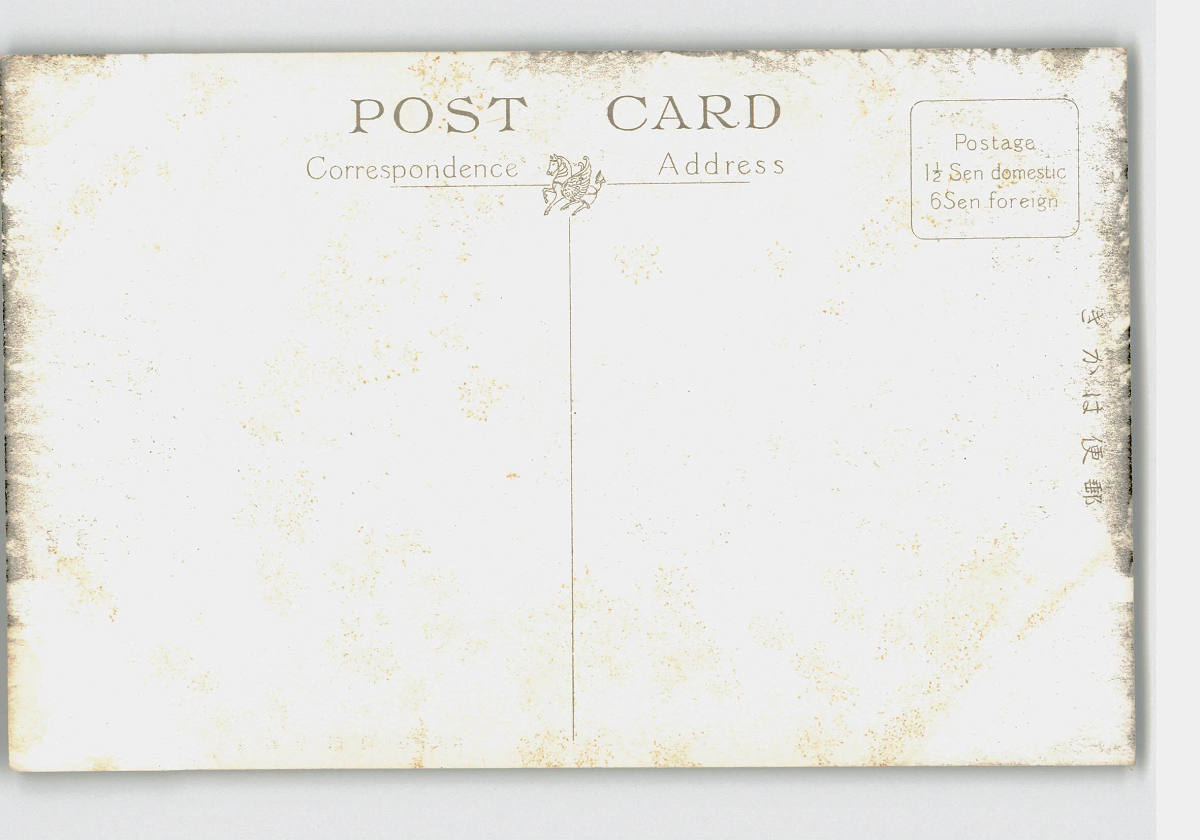 POST CARD
Correspondence
Address
Postage
1½ Sen domestic
6Sen foreign
郵便はかき